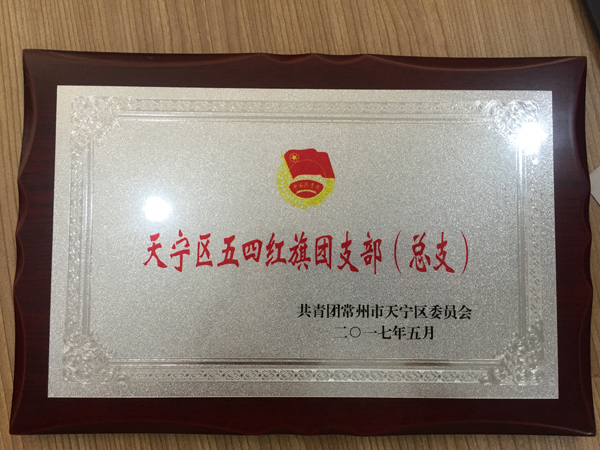 天宁区五四红旗团支部(总支)
共青团常州市天宁区委员会
二〇一七年五月